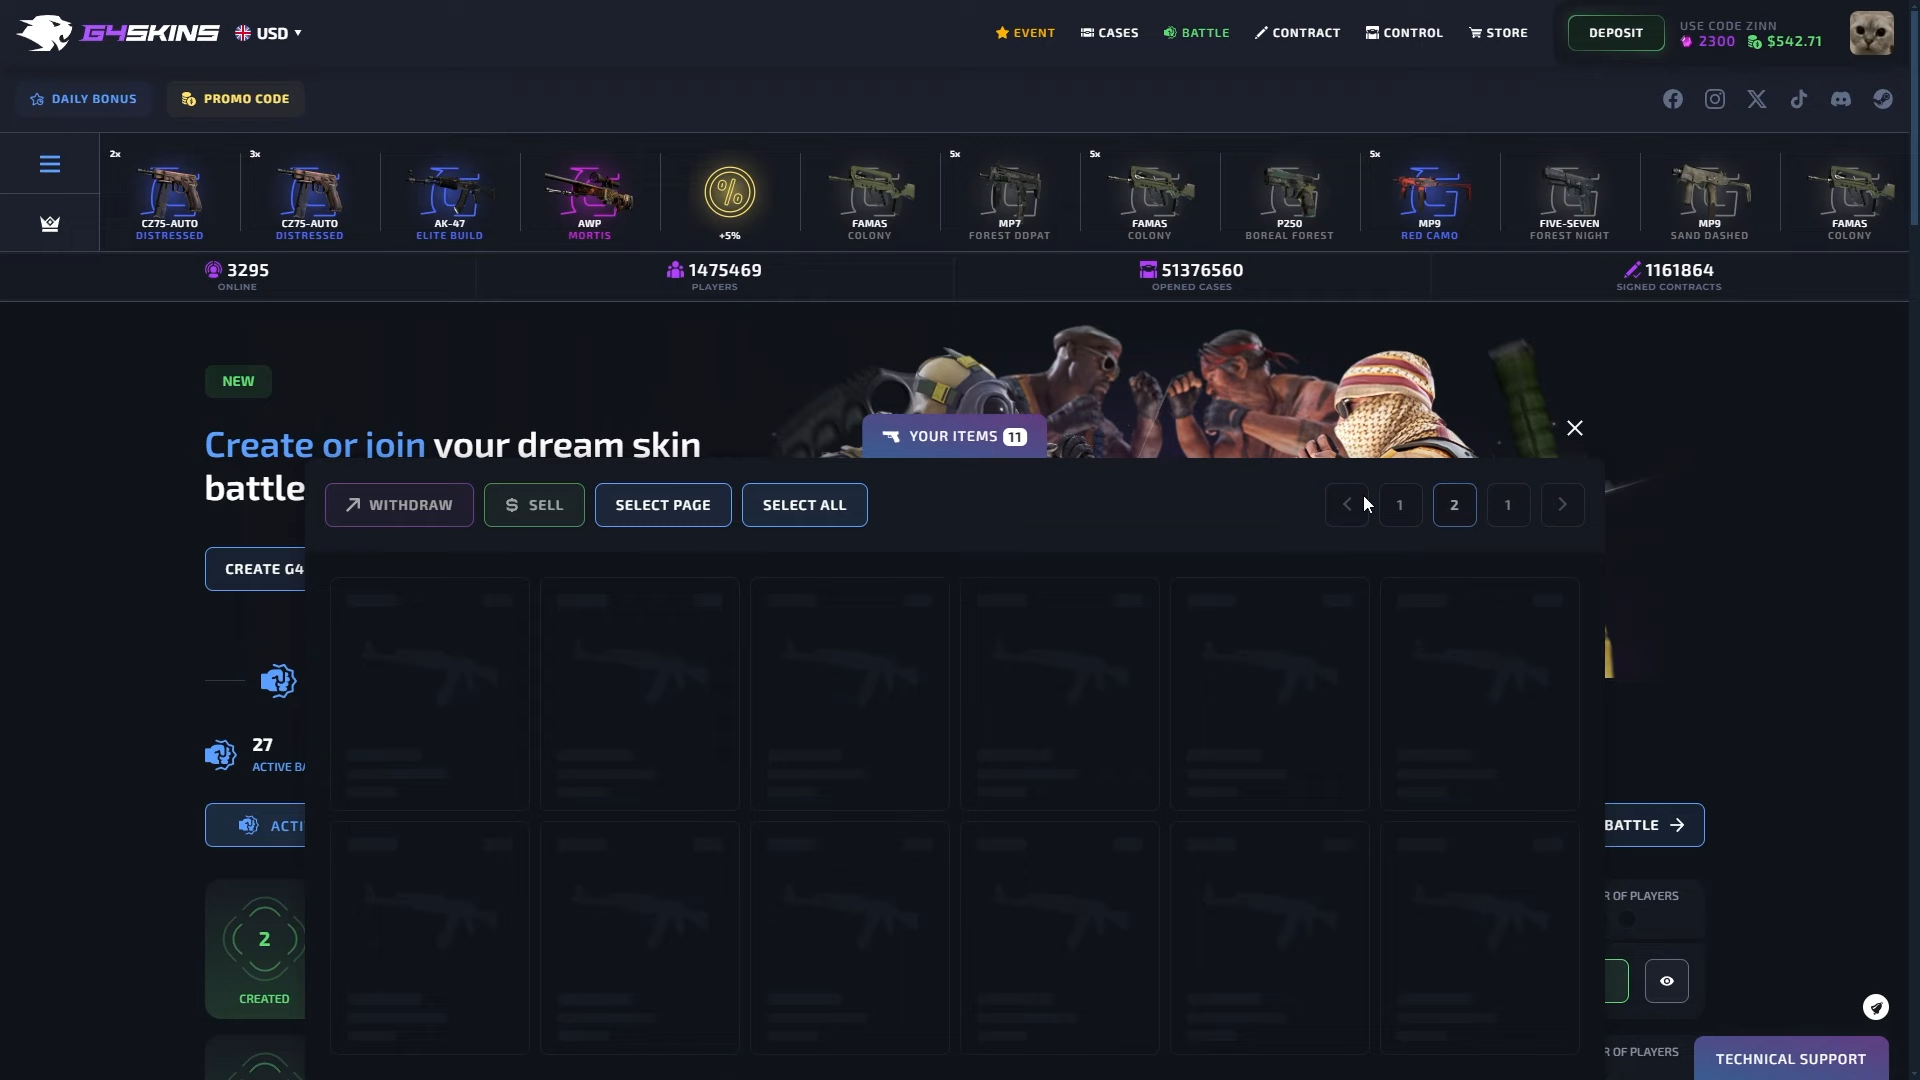 G4SKINS
USD
EVENT
CASES
BATTLE
CONTRACT
CONTROL
STORE
DEPOSIT
USE CODE ZINN
2300
$542.71
DAILY BONUS
PROMO CODE
2x
CZ75-AUTO
DISTRESSED
3x
CZ75-AUTO
DISTRESSED
AK-47
ELITE BUILD
AWP
MORTIS
%
+5%
FAMAS
COLONY
5x
MP7
FOREST DDPAT
5x
FAMAS
COLONY
P250
BOREAL FOREST
5x
MP9
RED CAMO
FIVE-SEVEN
FOREST NIGHT
MP9
SAND DASHED
FAMAS
COLONY
3295
ONLINE
1475469
PLAYERS
51376560
OPENED CASES
1161864
SIGNED CONTRACTS
NEW
Create or join your dream skin
battle
YOUR ITEMS 11
WITHDRAW
$ SELL
SELECT PAGE
SELECT ALL
1
2
1
CREATE G4
27
ACTIVE BA
ACTI
BATTLE
2
CREATED
R OF PLAYERS
R OF PLAYERS
TECHNICAL SUPPORT